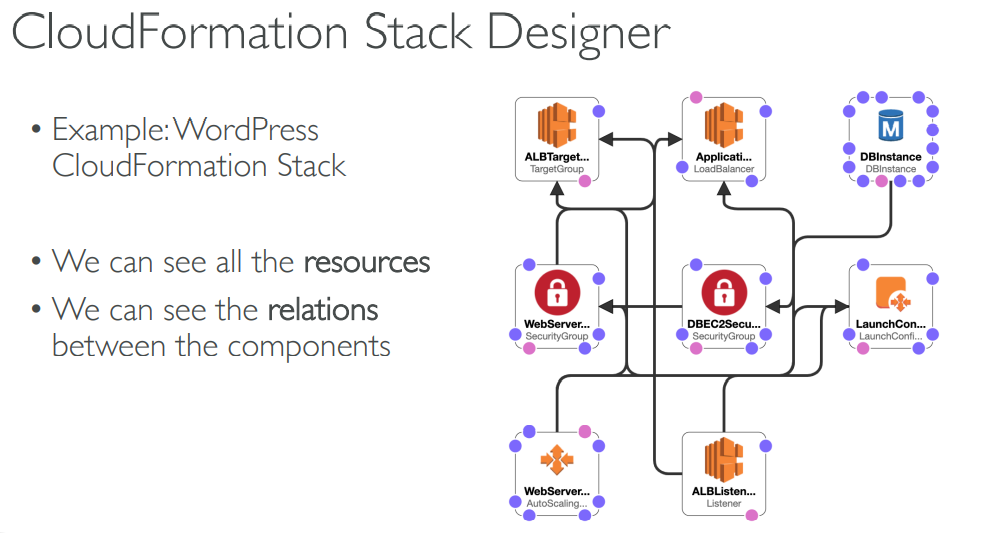 CloudFormation Stack Designer
• Example: WordPress
CloudFormation Stack
• We can see all the resources
• We can see the relations
between the components
ALBTarget...
TargetGroup
Applicati...
LoadBalancer
M
DBInstance
DBInstance
WebServer...
SecurityGroup
DBEC2Secu...
SecurityGroup
LaunchCon...
LaunchConfi...
WebServer...
AutoScaling...
ALBListen...
Listener